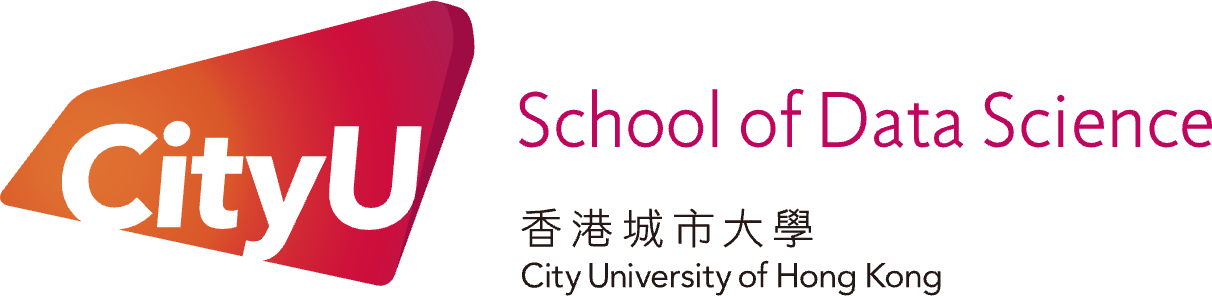 CityU
School of Data Science
香港城市大學
City University of Hong Kong